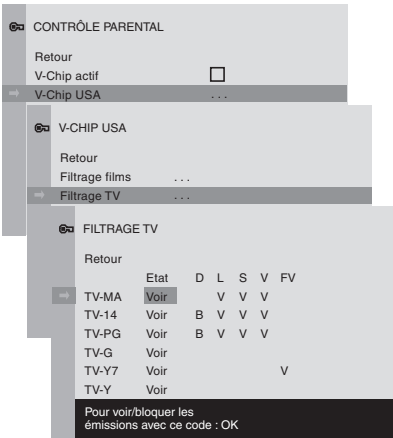 CONTRÔLE PARENTAL
Retour
V-Chip actif
V-Chip USA ...
V-CHIP USA
Retour
Filtrage films ...
Filtrage TV ...
FILTRAGE TV
Retour
Etat D L S V FV
TV-MA Voir V V V
TV-14 Voir B V V V
TV-PG Voir B V V V
TV-G Voir
TV-Y7 Voir V
TV-Y Voir
Pour voir/bloquer les
émissions avec ce code : OK